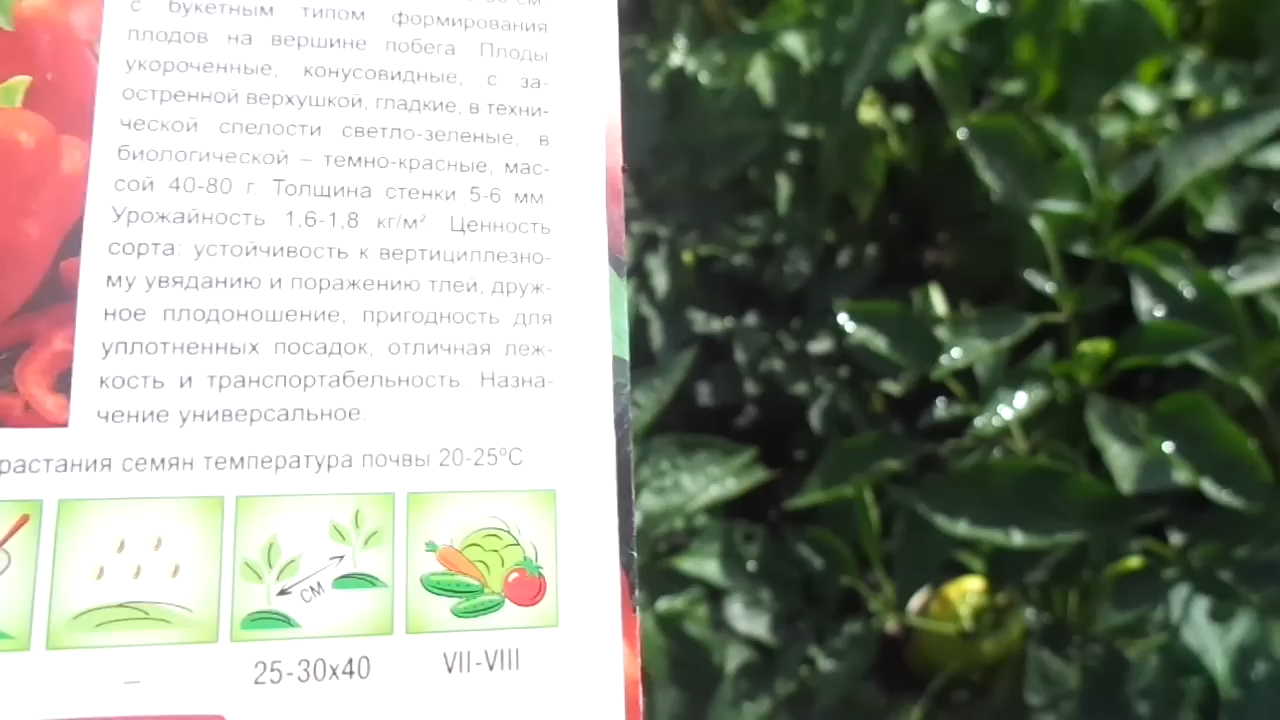 с букетным типом формирования
плодов на вершине побега. Плоды
укороченные, конусовидные, с за-
остренной верхушкой, гладкие, в техни-
ческой спелости светло-зеленые, в
биологической – темно-красные, мас-
сой 40-80 г. Толщина стенки 5-6 мм.
Урожайность 1,6-1,8 кг/м². Ценность
сорта: устойчивость к вертициллезно-
му увяданию и поражению тлей, друж-
ное плодоношение, пригодность для
уплотненных посадок, отличная леж-
кость и транспортабельность. Назна-
чение универсальное.
растания семян температура почвы 20-25°С
см
– 25-30х40 VII-VIII